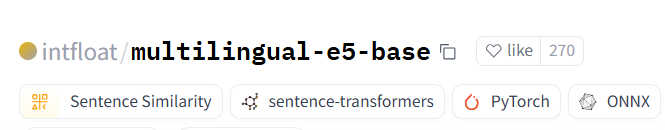 intfloat/multilingual-e5-base like 270
Sentence Similarity sentence-transformers PyTorch ONNX